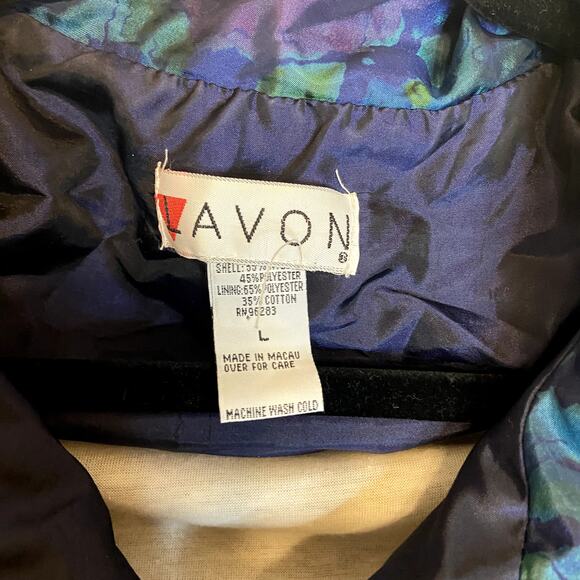 LAVON
®
SHELL: 55%
45% POLYESTER
LINING: 65% POLYESTER
35% COTTON
RN96283
L
MADE IN MACAU
OVER FOR CARE
MACHINE WASH COLD